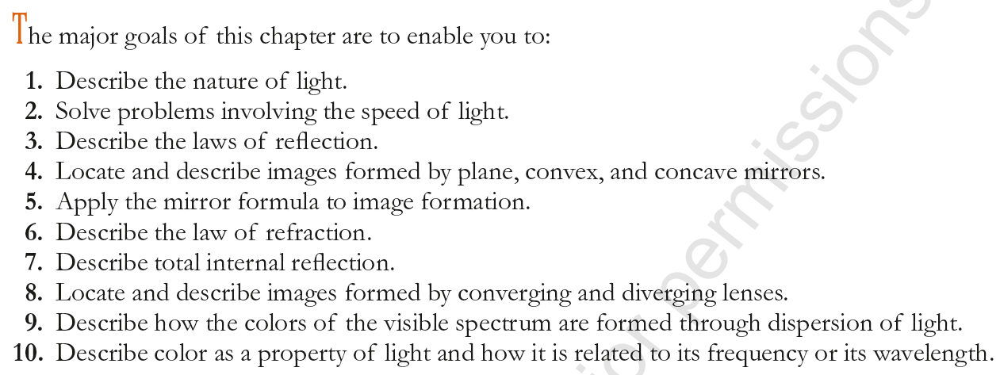 The major goals of this chapter are to enable you to:
1. Describe the nature of light.
2. Solve problems involving the speed of light.
3. Describe the laws of reflection.
4. Locate and describe images formed by plane, convex, and concave mirrors.
5. Apply the mirror formula to image formation.
6. Describe the law of refraction.
7. Describe total internal reflection.
8. Locate and describe images formed by converging and diverging lenses.
9. Describe how the colors of the visible spectrum are formed through dispersion of light.
10. Describe color as a property of light and how it is related to its frequency or its wavelength.
permissions